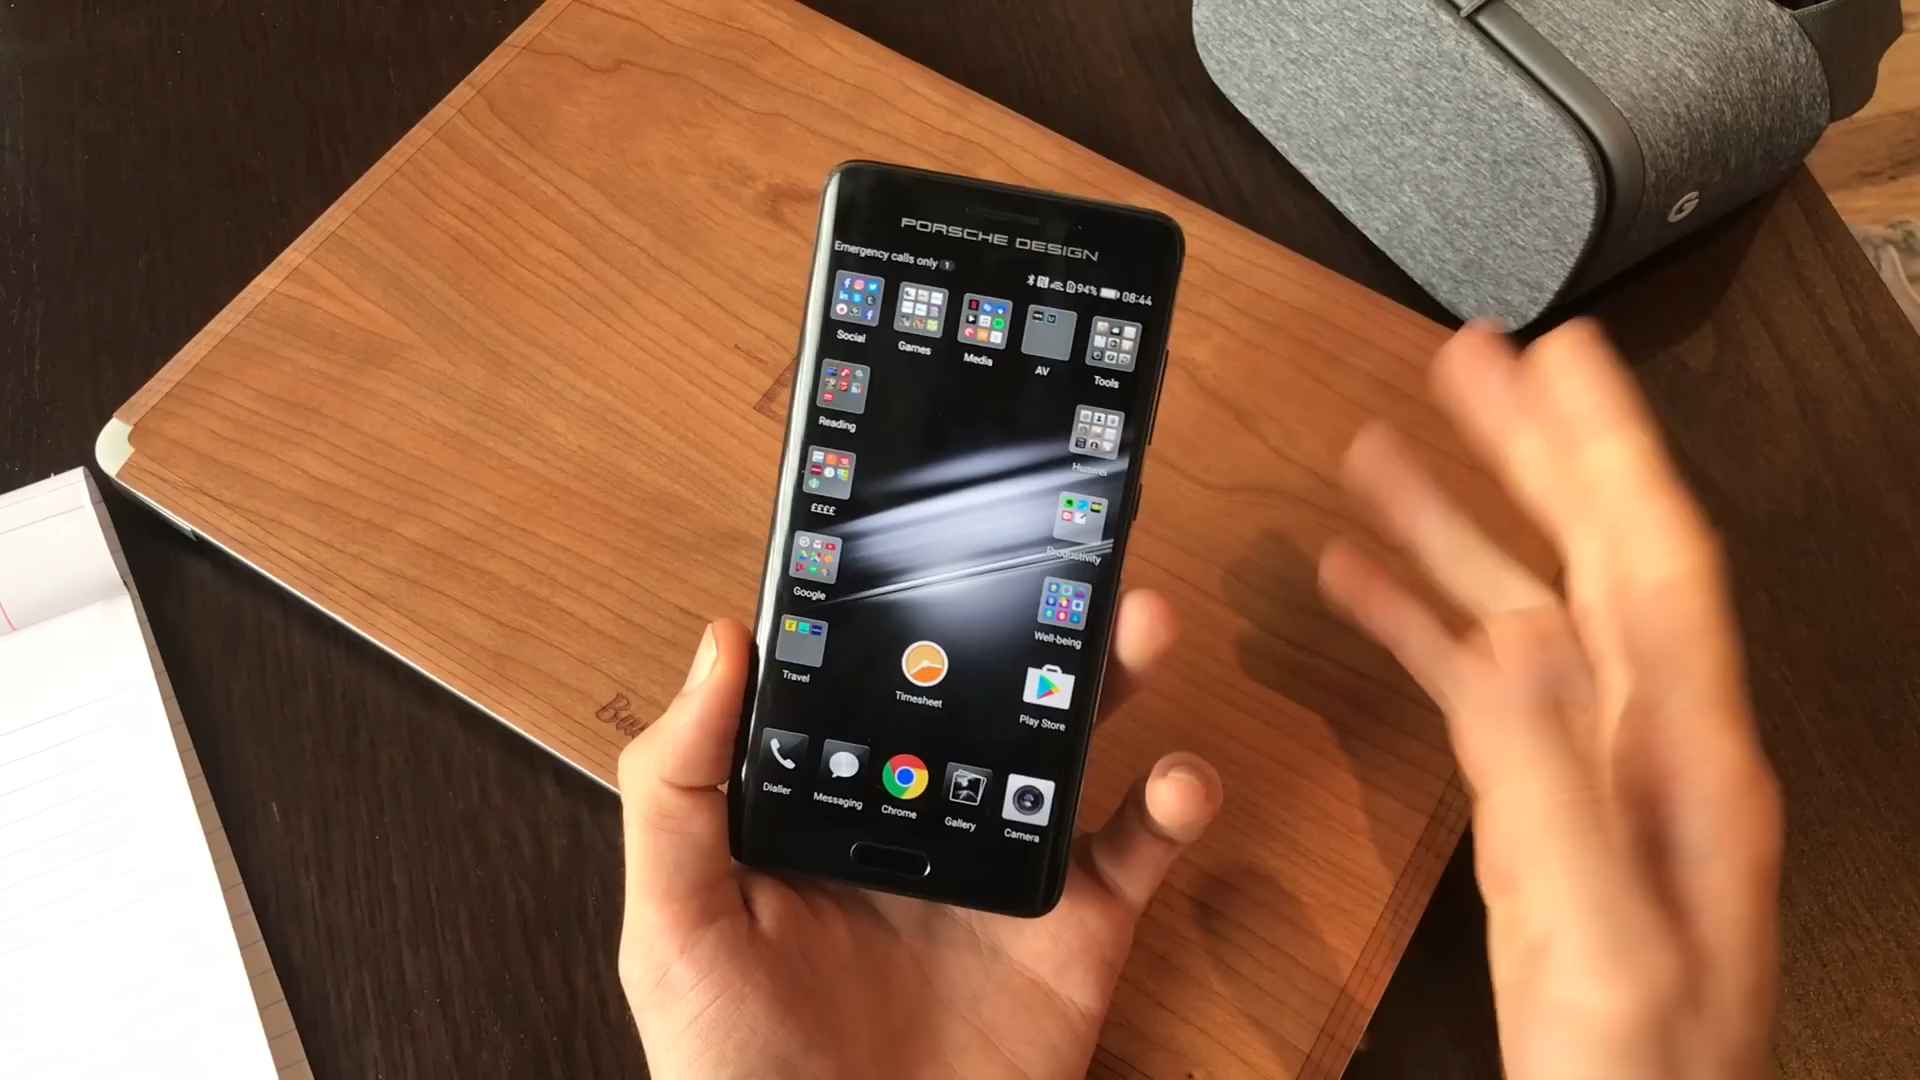 PORSCHE DESIGN
Emergency calls only 1
94% 08:44
Social
Games
Media
AV
Tools
Reading
Huawei
££££
Productivity
Google
Well-being
Travel
Timesheet
Play Store
Dialler
Messaging
Chrome
Gallery
Camera
G